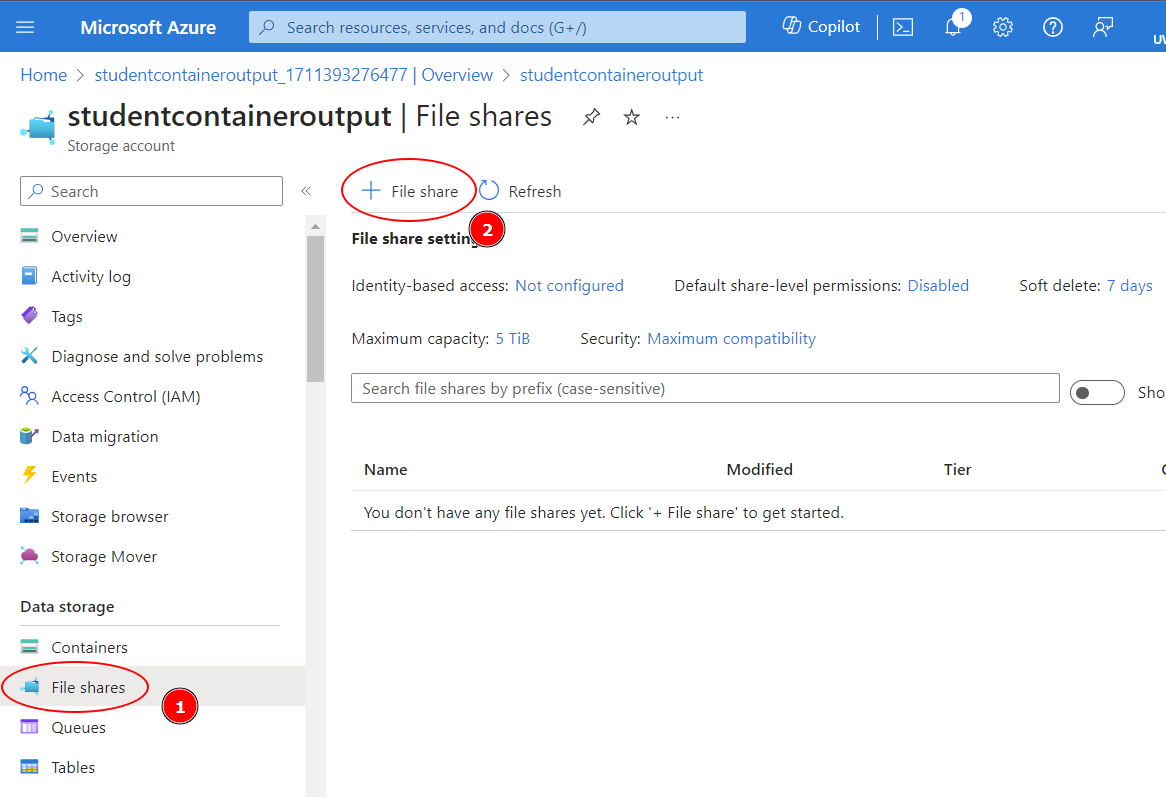 Microsoft Azure Search resources, services, and docs (G+/) Copilot 1
Home > studentcontaineroutput_1711393276477 | Overview > studentcontaineroutput
studentcontaineroutput | File shares ...
Storage account
Search «
Overview
Activity log
Tags
Diagnose and solve problems
Access Control (IAM)
Data migration
Events
Storage browser
Storage Mover
Data storage
Containers
File shares
1
Queues
Tables
+ File share Refresh
2
File share settin
Identity-based access: Not configured Default share-level permissions: Disabled Soft delete: 7 days
Maximum capacity: 5 TiB Security: Maximum compatibility
Search file shares by prefix (case-sensitive) Sho
Name Modified Tier
You don't have any file shares yet. Click '+ File share' to get started.